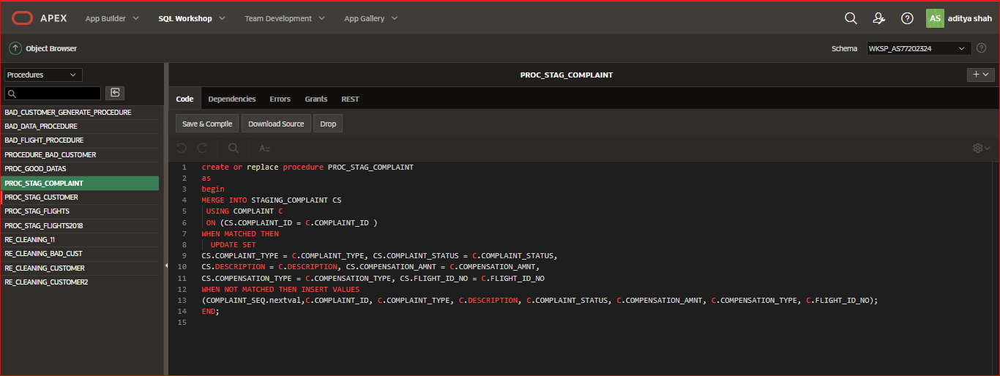 APEX App Builder SQL Workshop Team Development App Gallery AS aditya shah
Object Browser Schema WKSP_AS77202324
Procedures
PROC_STAG_COMPLAINT
Code Dependencies Errors Grants REST
Save & Compile Download Source Drop
BAD_CUSTOMER_GENERATE_PROCEDURE
BAD_DATA_PROCEDURE
BAD_FLIGHT_PROCEDURE
PROCEDURE_BAD_CUSTOMER
PROC_GOOD_DATAS
PROC_STAG_COMPLAINT
PROC_STAG_CUSTOMER
PROC_STAG_FLIGHTS
PROC_STAG_FLIGHTS2018
RE_CLEANING_11
RE_CLEANING_BAD_CUST
RE_CLEANING_CUSTOMER
RE_CLEANING_CUSTOMER2
1 create or replace procedure PROC_STAG_COMPLAINT
2 as
3 begin
4 MERGE INTO STAGING_COMPLAINT CS
5 USING COMPLAINT C
6 ON (CS.COMPLAINT_ID = C.COMPLAINT_ID )
7 WHEN MATCHED THEN
8 UPDATE SET
9 CS.COMPLAINT_TYPE = C.COMPLAINT_TYPE, CS.COMPLAINT_STATUS = C.COMPLAINT_STATUS,
10 CS.DESCRIPTION = C.DESCRIPTION, CS.COMPENSATION_AMNT = C.COMPENSATION_AMNT,
11 CS.COMPENSATION_TYPE = C.COMPENSATION_TYPE, CS.FLIGHT_ID_NO = C.FLIGHT_ID_NO
12 WHEN NOT MATCHED THEN INSERT VALUES
13 (COMPLAINT_SEQ.nextval,C.COMPLAINT_ID, C.COMPLAINT_TYPE, C.DESCRIPTION, C.COMPLAINT_STATUS, C.COMPENSATION_AMNT, C.COMPENSATION_TYPE, C.FLIGHT_ID_NO);
14 END;
15